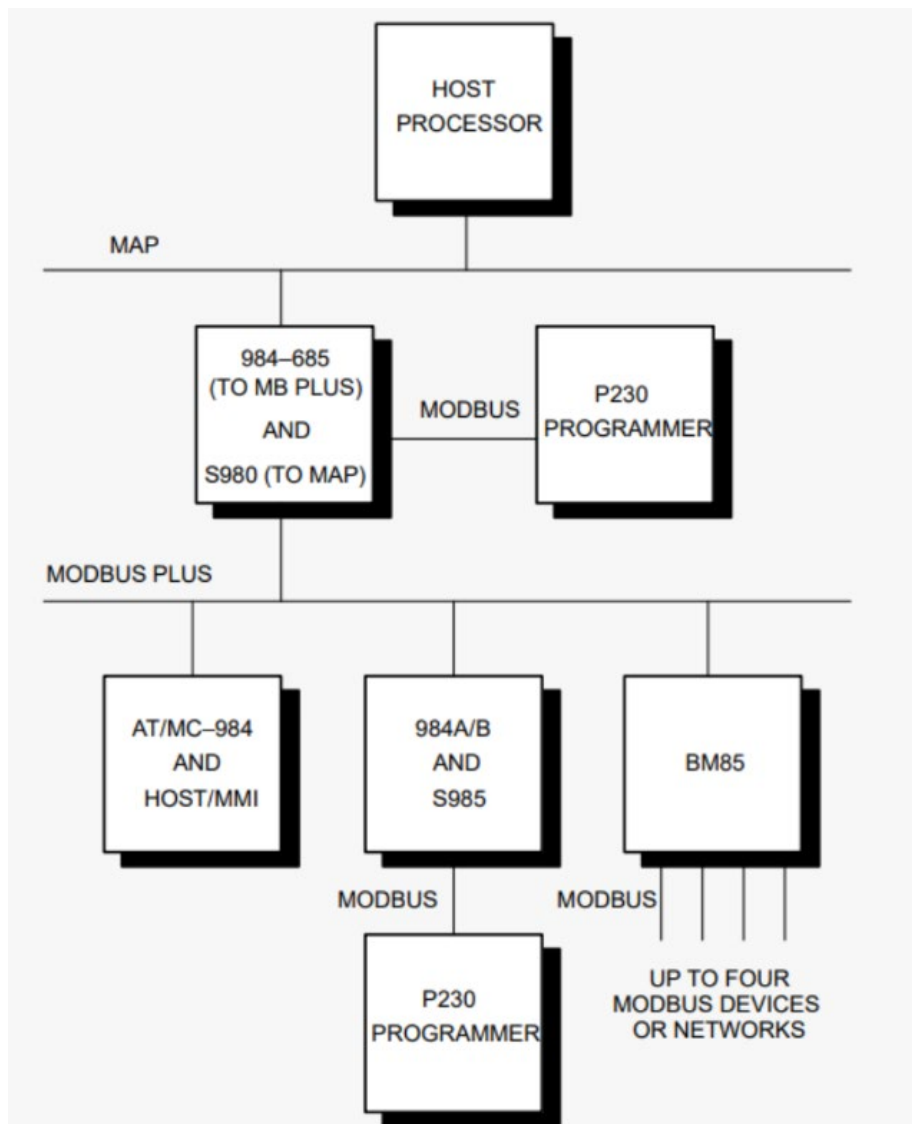 HOST
PROCESSOR
MAP
984–685
(TO MB PLUS)
AND
S980 (TO MAP)
MODBUS
P230
PROGRAMMER
MODBUS PLUS
AT/MC–984
AND
HOST/MMI
984A/B
AND
S985
BM85
MODBUS
MODBUS
P230
PROGRAMMER
UP TO FOUR
MODBUS DEVICES
OR NETWORKS